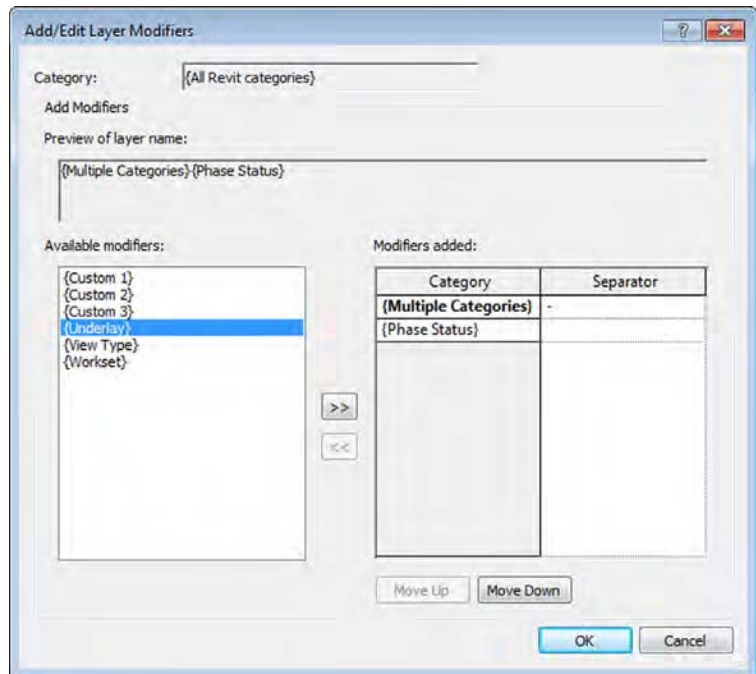 Add/Edit Layer Modifiers
Category: {All Revit categories}
Add Modifiers
Preview of layer name:
{Multiple Categories}-{Phase Status}
Available modifiers:
{Custom 1}
{Custom 2}
{Custom 3}
{Underlay}
{View Type}
{Workset}
>>
<<
Modifiers added:
Category Separator
{Multiple Categories} -
{Phase Status}
Move Up Move Down
OK Cancel